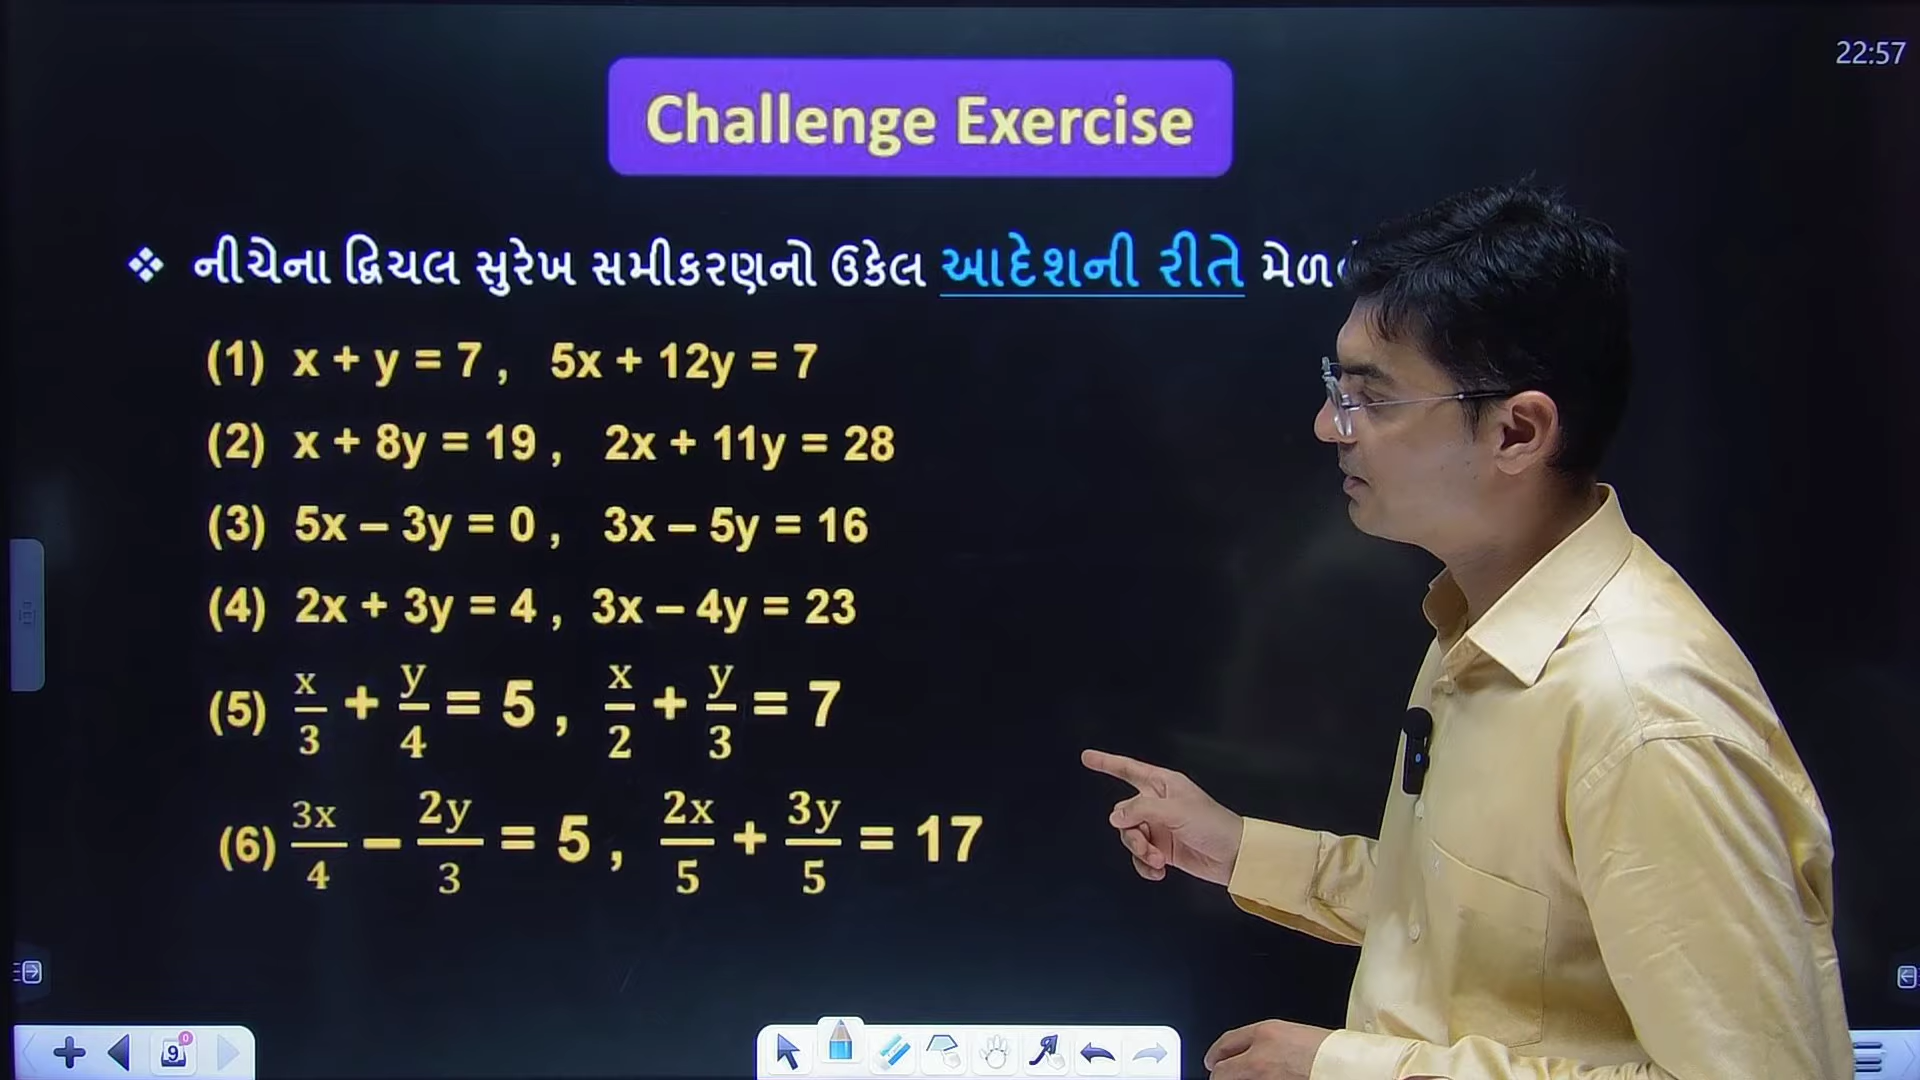 22:57
Challenge Exercise
❖ નીચેના દ્વિચલ સુરેખ સમીકરણનો ઉકેલ આદેશની રીતે
(1) x + y = 7 , 5x + 12y = 7
(2) x + 8y = 19 , 2x + 11y = 28
(3) 5x – 3y = 0 , 3x – 5y = 16
(4) 2x + 3y = 4 , 3x – 4y = 23
(5) x/3 + y/4 = 5 , x/2 + y/3 = 7
(6) 3x/4 – 2y/3 = 5 , 2x/5 + 3y/5 = 17
9 0